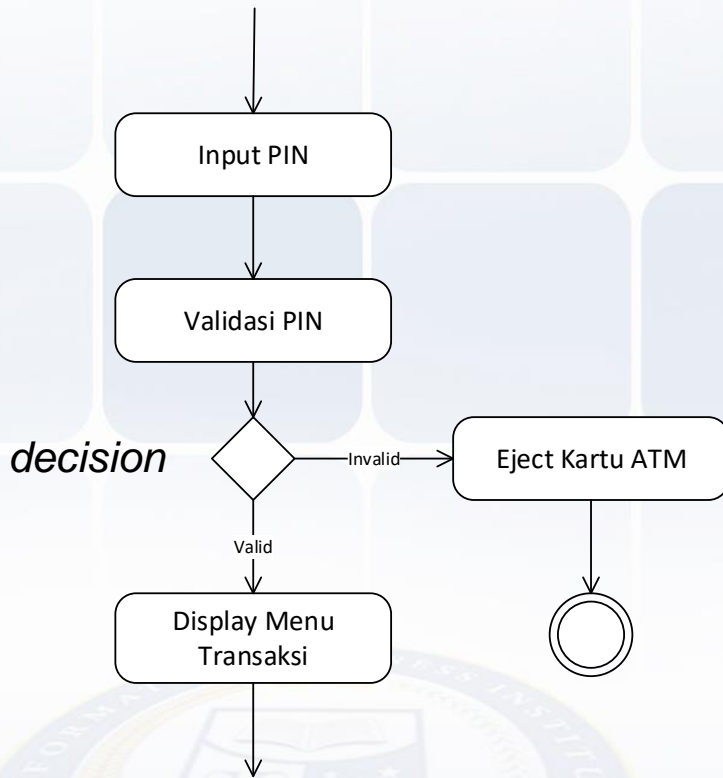 Input PIN
Validasi PIN
decision
Invalid
Eject Kartu ATM
Valid
Display Menu
Transaksi